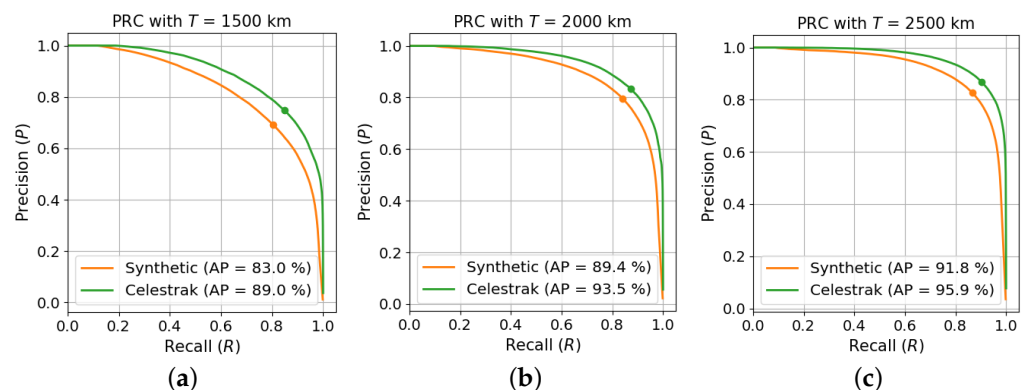 PRC with T = 1500 km
Precision (P)
1.0
0.8
0.6
0.4
0.2
0.0
Synthetic (AP = 83.0 %)
Celestrak (AP = 89.0 %)
0.0 0.2 0.4 0.6 0.8 1.0
Recall (R)
(a)
PRC with T = 2000 km
Precision (P)
1.0
0.8
0.6
0.4
0.2
0.0
Synthetic (AP = 89.4 %)
Celestrak (AP = 93.5 %)
0.0 0.2 0.4 0.6 0.8 1.0
Recall (R)
(b)
PRC with T = 2500 km
Precision (P)
1.0
0.8
0.6
0.4
0.2
0.0
Synthetic (AP = 91.8 %)
Celestrak (AP = 95.9 %)
0.0 0.2 0.4 0.6 0.8 1.0
Recall (R)
(c)